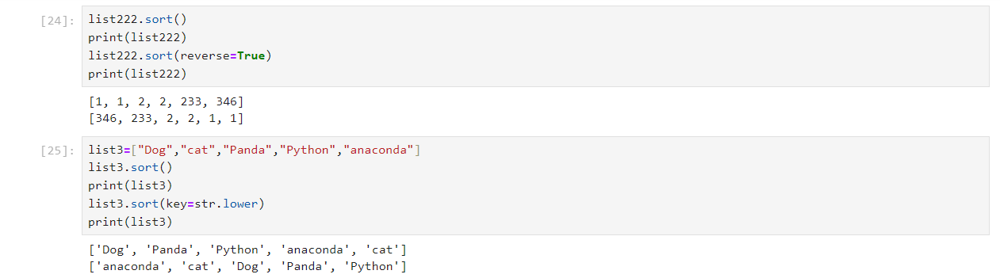 [24]: list222.sort()
print(list222)
list222.sort(reverse=True)
print(list222)
[1, 1, 2, 2, 233, 346]
[346, 233, 2, 2, 1, 1]
[25]: list3=["Dog","cat","Panda","Python","anaconda"]
list3.sort()
print(list3)
list3.sort(key=str.lower)
print(list3)
['Dog', 'Panda', 'Python', 'anaconda', 'cat']
['anaconda', 'cat', 'Dog', 'Panda', 'Python']